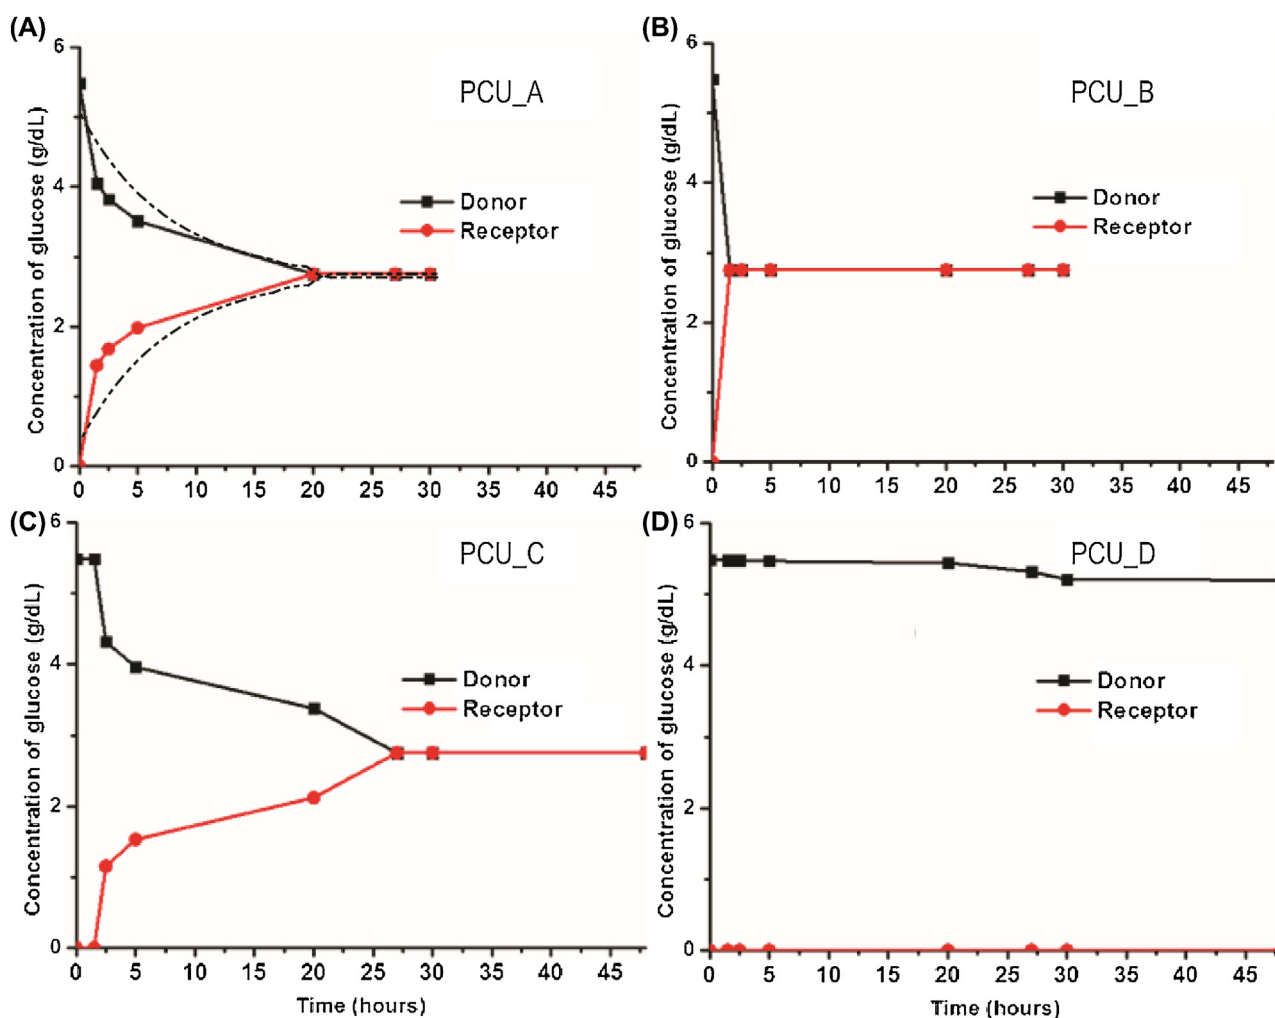 (A)
PCU_A
Concentration of glucose (g/dL)
6
4
2
0
Donor
Receptor
0 5 10 15 20 25 30 35 40 45
(B)
PCU_B
Concentration of glucose (g/dL)
6
4
2
0
Donor
Receptor
0 5 10 15 20 25 30 35 40 45
(C)
PCU_C
Concentration of glucose (g/dL)
6
4
2
0
Donor
Receptor
0 5 10 15 20 25 30 35 40 45
Time (hours)
(D)
PCU_D
Concentration of glucose (g/dL)
6
4
2
0
Donor
Receptor
0 5 10 15 20 25 30 35 40 45
Time (hours)